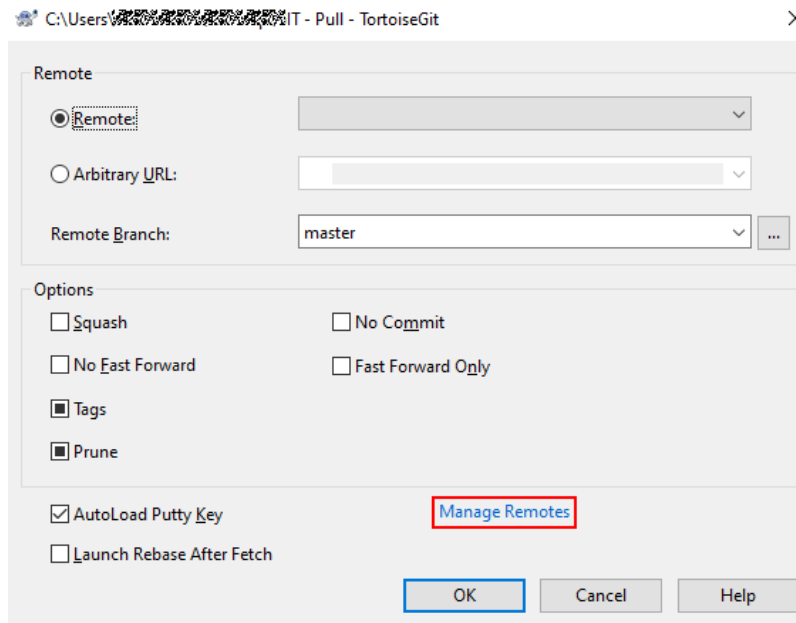 C:\Users\ IT - Pull - TortoiseGit
Remote
Remote:
Arbitrary URL:
Remote Branch:
master
...
Options
Squash
No Commit
No Fast Forward
Fast Forward Only
Tags
Prune
AutoLoad Putty Key
Manage Remotes
Launch Rebase After Fetch
OK
Cancel
Help